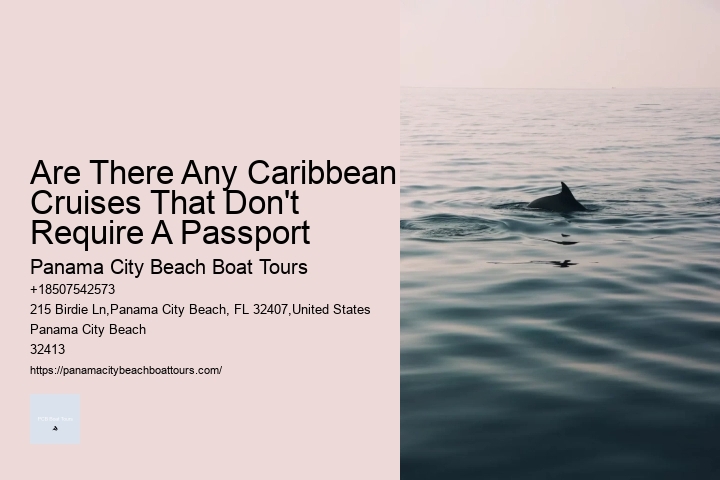 Are There Any Caribbean
Cruises That Don't
Require A Passport
Panama City Beach Boat Tours
+18507542573
215 Birdie Ln,Panama City Beach, FL 32407,United States
Panama City Beach
32413
https://panamacitybeachboattours.com/